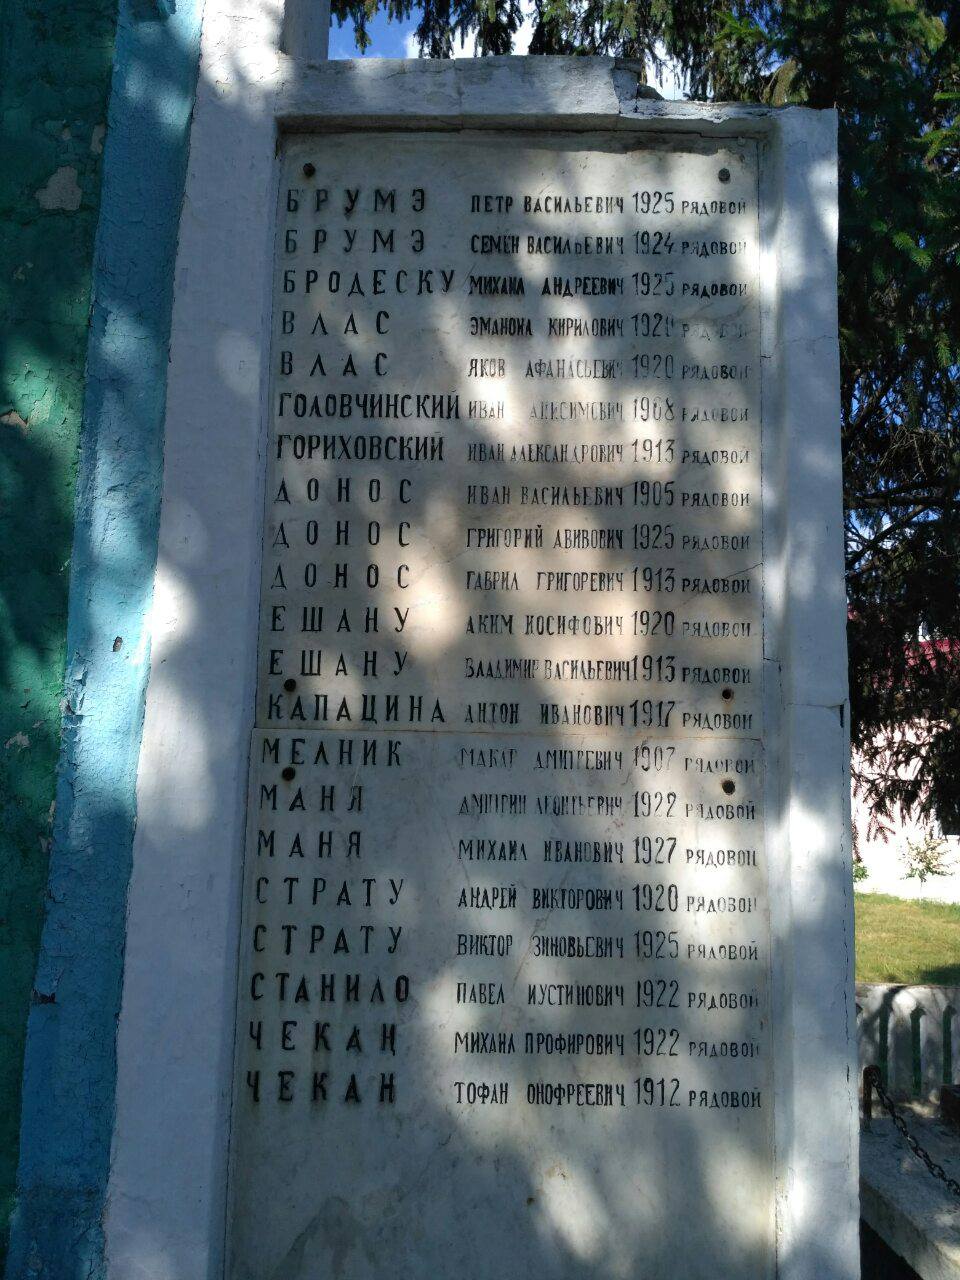 БРУМЭ ПЕТР ВАСИЛЬЕВИЧ 1925 РЯДОВОЙ
БРУМЭ СЕМЕН ВАСИЛЬЕВИЧ 1924 РЯДОВОЙ
БРОДЕСКУ МИХАИЛ АНДРЕЕВИЧ 1925 РЯДОВОЙ
ВЛАС ЭМАНОИЛ КИРИЛОВИЧ РЯДОВОЙ
ВЛАС ЯКОВ АФАНАСЬЕВИЧ 1920 РЯДОВОЙ
ГОЛОВЧИНСКИЙ ИВАН АНИСИМОВИЧ 1908 РЯДОВОЙ
ГОРИХОВСКИЙ ИВАН АЛЕКСАНДРОВИЧ 1913 РЯДОВОЙ
ДОНОС ИВАН ВАСИЛЬЕВИЧ 1905 РЯДОВОЙ
ДОНОС ГРИГОРИЙ АВИВОВИЧ 1925 РЯДОВОЙ
ДОНОС ГАВРИЛ ГРИГОРЕВИЧ 1913 РЯДОВОЙ
ЕШАНУ АКИМ ИОСИФОВИЧ 1920 РЯДОВОЙ
ЕШАНУ ВЛАДИМИР ВАСИЛЬЕВИЧ 1913 РЯДОВОЙ
КАПАЦИНА АНТОН ИВАНОВИЧ 1917 РЯДОВОЙ
МЕЛНИК МАКАР ДМИТРЕВИЧ 1907 РЯДОВОЙ
МАНЯ ЛЕОНТЬЕВИЧ 1922 РЯДОВОЙ
МАНЯ МИХАИЛ ИВАНОВИЧ 1927 РЯДОВОЙ
СТРАТУ АНДРЕЙ ВИКТОРОВИЧ 1920 РЯДОВОЙ
СТРАТУ ВИКТОР ЗИНОВЬЕВИЧ 1925 РЯДОВОЙ
СТАНИЛО ПАВЕЛ ИУСТИНОВИЧ 1922 РЯДОВОЙ
ЧЕКАН МИХАИЛ ПРОФИРОВИЧ 1922 РЯДОВОЙ
ЧЕКАН ТОФАН ОНОФРЕЕВИЧ 1912 РЯДОВОЙ